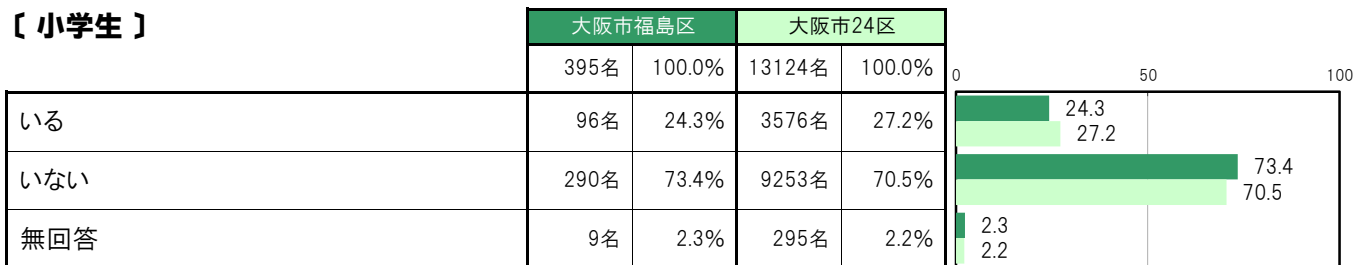 〔 小学生 〕
大阪市福島区 大阪市24区
395名 100.0% 13124名 100.0%
0 50 100
いる 96名 24.3% 3576名 27.2%
24.3
27.2
いない 290名 73.4% 9253名 70.5%
73.4
70.5
無回答 9名 2.3% 295名 2.2%
2.3
2.2